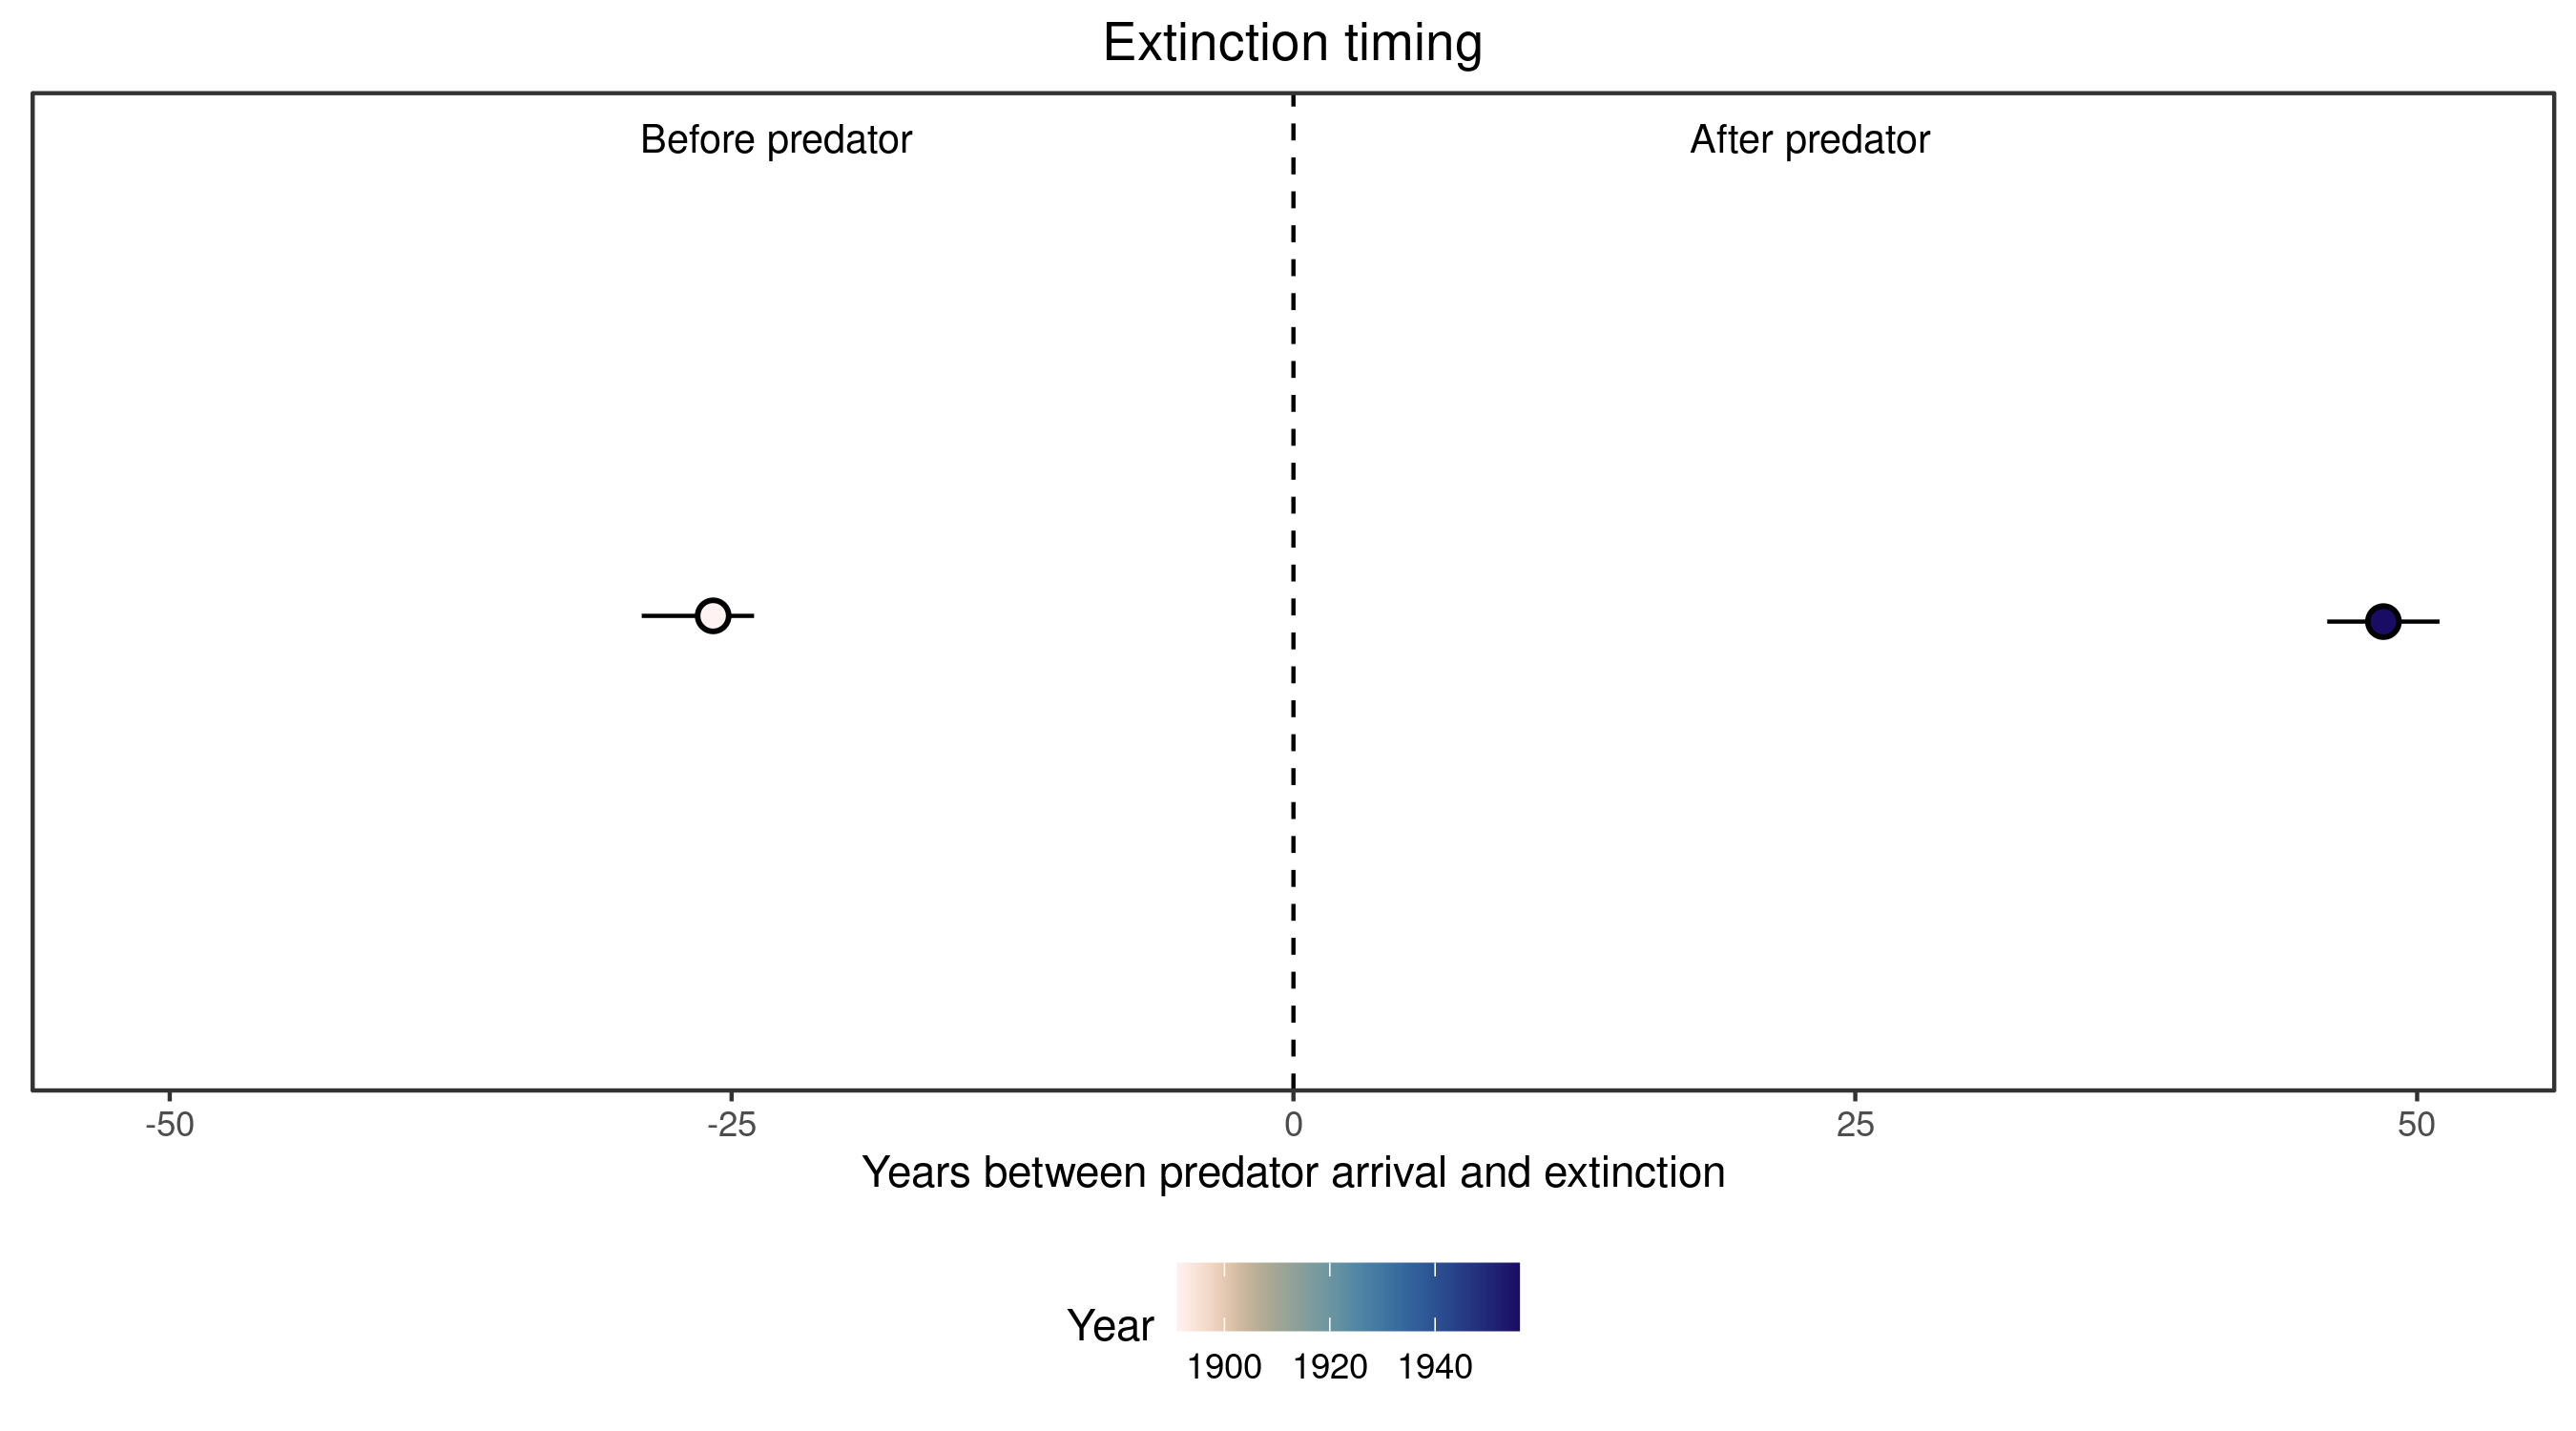 Extinction timing
Before predator After predator
-50 -25 0 25 50
Years between predator arrival and extinction
Year
1900 1920 1940